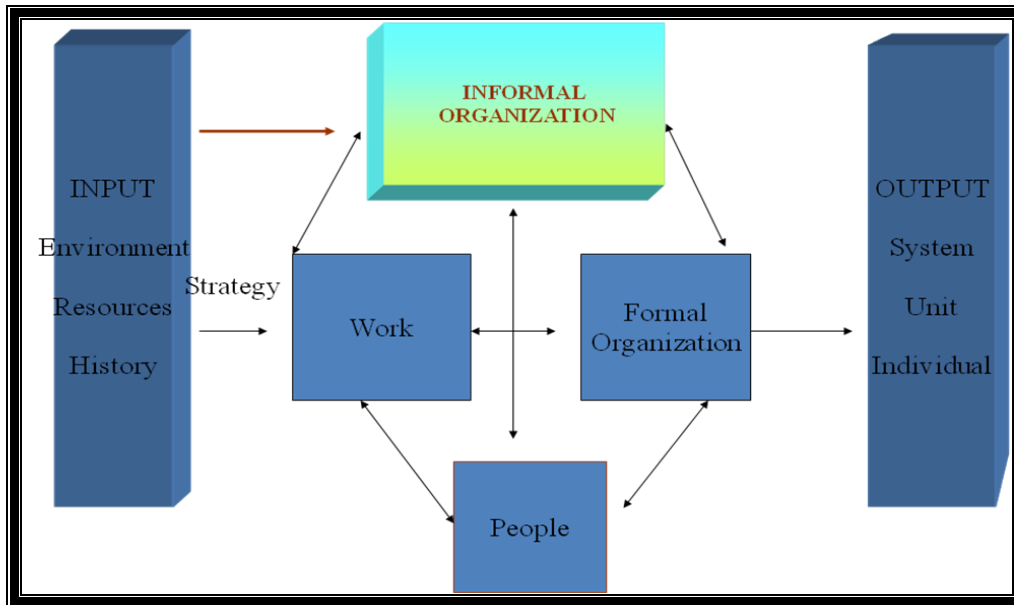 INFORMAL
ORGANIZATION
INPUT
Environment
Resources
History
Strategy
Work
Formal
Organization
People
OUTPUT
System
Unit
Individual